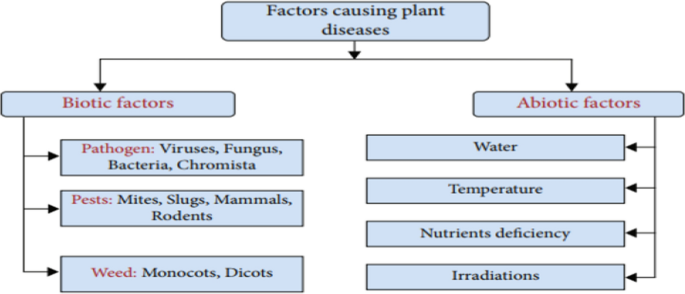 Factors causing plant
diseases
Biotic factors
Abiotic factors
Pathogen: Viruses, Fungus,
Bacteria, Chromista
Pests: Mites, Slugs, Mammals,
Rodents
Weed: Monocots, Dicots
Water
Temperature
Nutrients deficiency
Irradiations